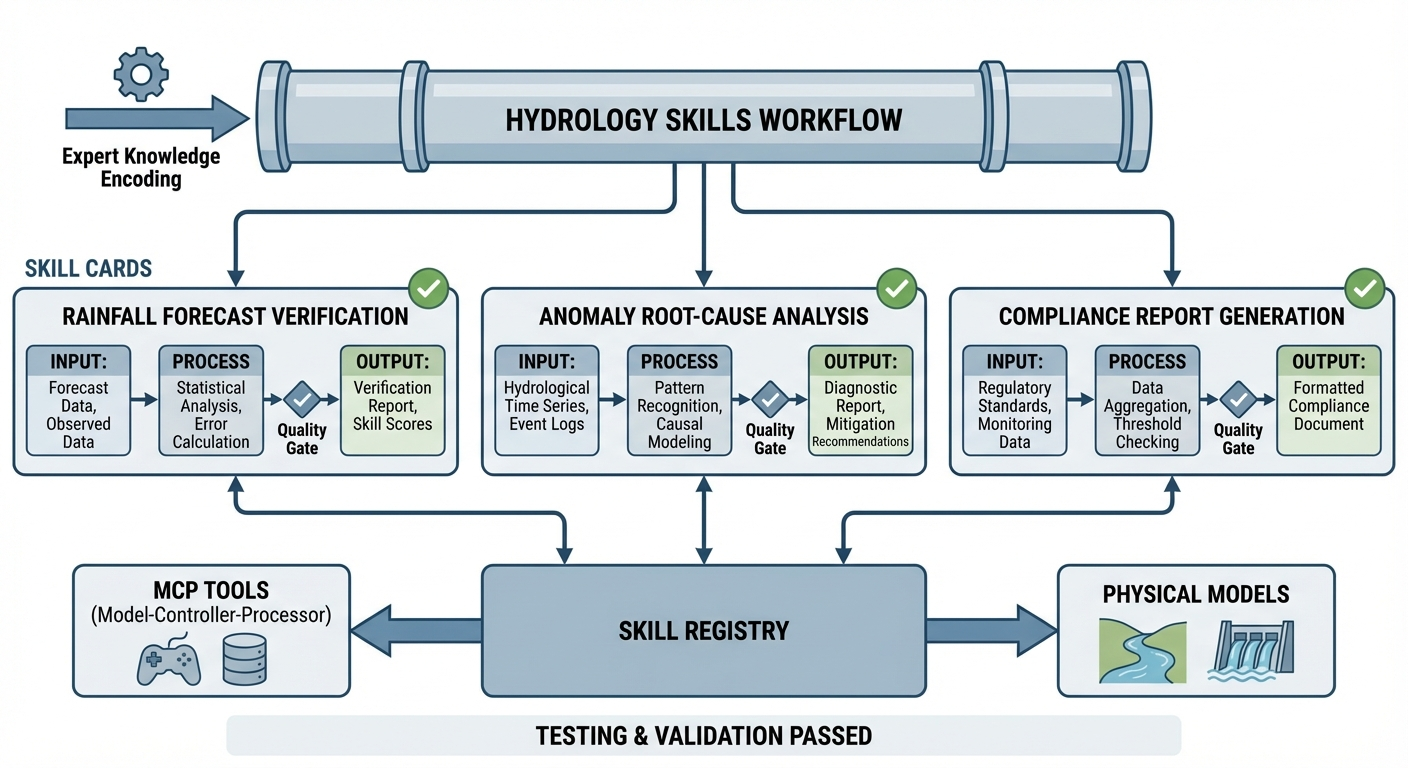 HYDROLOGY SKILLS WORKFLOW
Expert Knowledge
Encoding
SKILL CARDS
RAINFALL FORECAST VERIFICATION
INPUT:
Forecast
Data,
Observed
Data
PROCESS
Statistical
Analysis,
Error
Calculation
Quality
Gate
OUTPUT:
Verification
Report,
Skill Scores
ANOMALY ROOT-CAUSE ANALYSIS
INPUT:
Hydrological
Time Series,
Event Logs
PROCESS
Pattern
Recognition,
Causal
Modeling
Quality
Gate
OUTPUT:
Diagnostic
Report,
Mitigation
Recommendations
COMPLIANCE REPORT GENERATION
INPUT:
Regulatory
Standards,
Monitoring
Data
PROCESS
Data
Aggregation,
Threshold
Checking
Quality
Gate
OUTPUT:
Formatted
Compliance
Document
MCP TOOLS
(Model-Controller-Processor)
SKILL REGISTRY
PHYSICAL MODELS
TESTING & VALIDATION PASSED